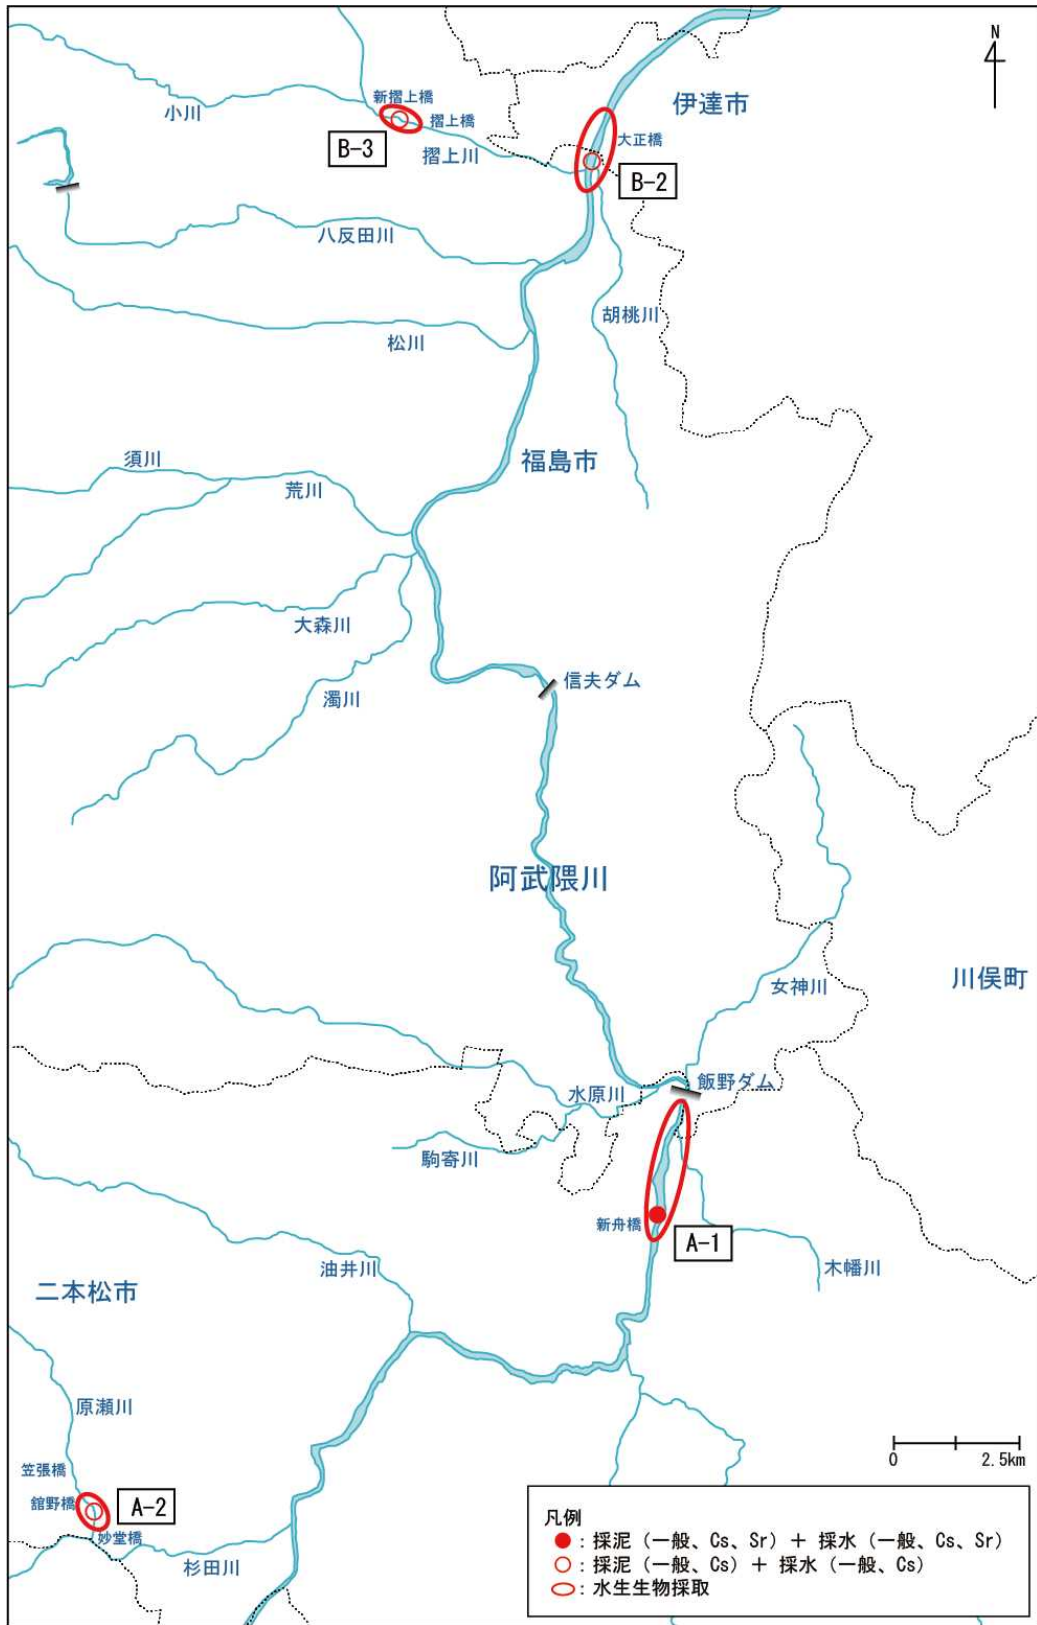 N
伊達市
新摺上橋
小川
摺上橋
大正橋
B-3
摺上川
B-2
八反田川
胡桃川
松川
福島市
須川
荒川
大森川
信夫ダム
濁川
阿武隈川
川俣町
女神川
飯野ダム
水原川
駒寄川
新舟橋
A-1
油井川
木幡川
二本松市
原瀬川
0 2.5km
笠張橋
舘野橋
A-2
妙堂橋
杉田川
凡例
：採泥（一般、Cs、Sr）＋ 採水（一般、Cs、Sr）
：採泥（一般、Cs）＋ 採水（一般、Cs）
：水生生物採取